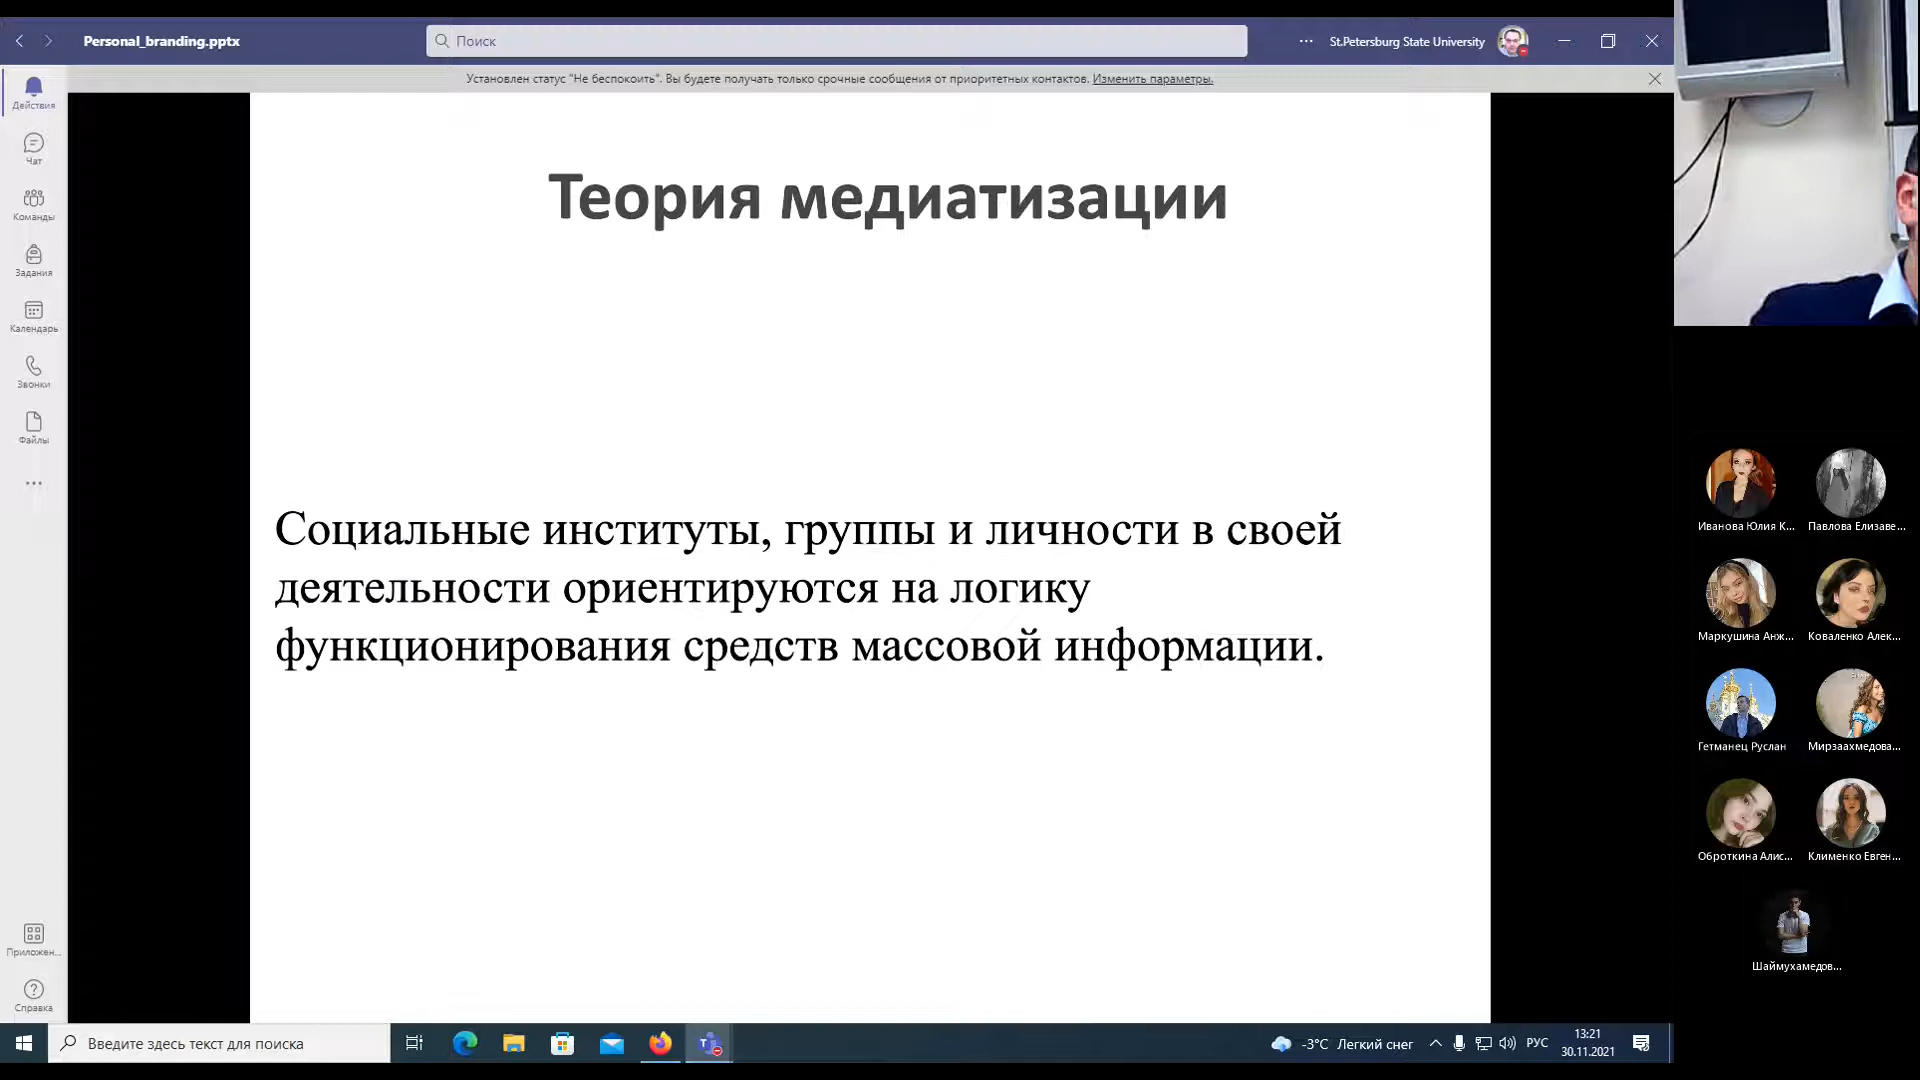 Personal_branding.pptx
Поиск
St.Petersburg State University
Установлен статус "Не беспокоить". Вы будете получать только срочные сообщения от приоритетных контактов. Изменить параметры.
Действия
Чат
Команды
Задания
Календарь
Звонки
Файлы
Приложен...
Справка
Теория медиатизации
Социальные институты, группы и личности в своей
деятельности ориентируются на логику
функционирования средств массовой информации.
Иванова Юлия К...
Павлова Елизаве...
Маркушина Анж...
Коваленко Алек...
Гетманец Руслан
Мирзаахмедова...
Оброткина Алис...
Клименко Евген...
Шаймухамедов...
Введите здесь текст для поиска
-3°C Легкий снег
РУС
13:21
30.11.2021